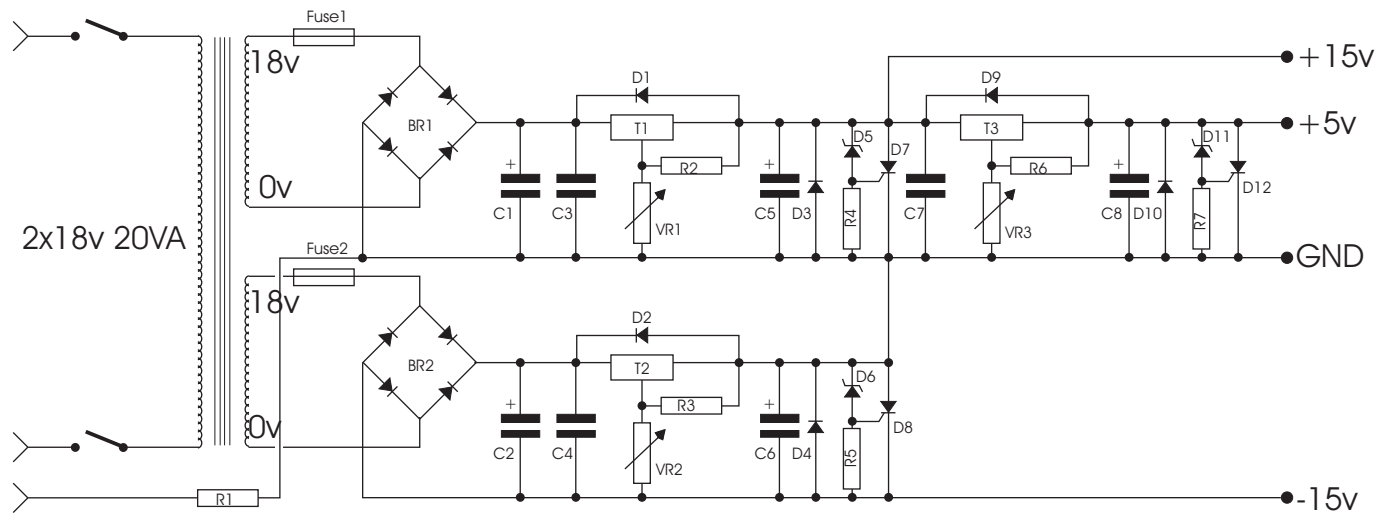 Fuse1
18v
+15v
D1
D9
BR1
T1
T3
+5v
D5
D7
D11
+
R2
+
R6
+
0v
D12
C1
C3
VR1
C5
D3
R4
C7
VR3
C8
D10
R7
2x18v 20VA
Fuse2
GND
18v
D2
BR2
T2
D6
+
R3
+
0v
D8
C2
C4
VR2
C6
D4
R5
R1
-15v